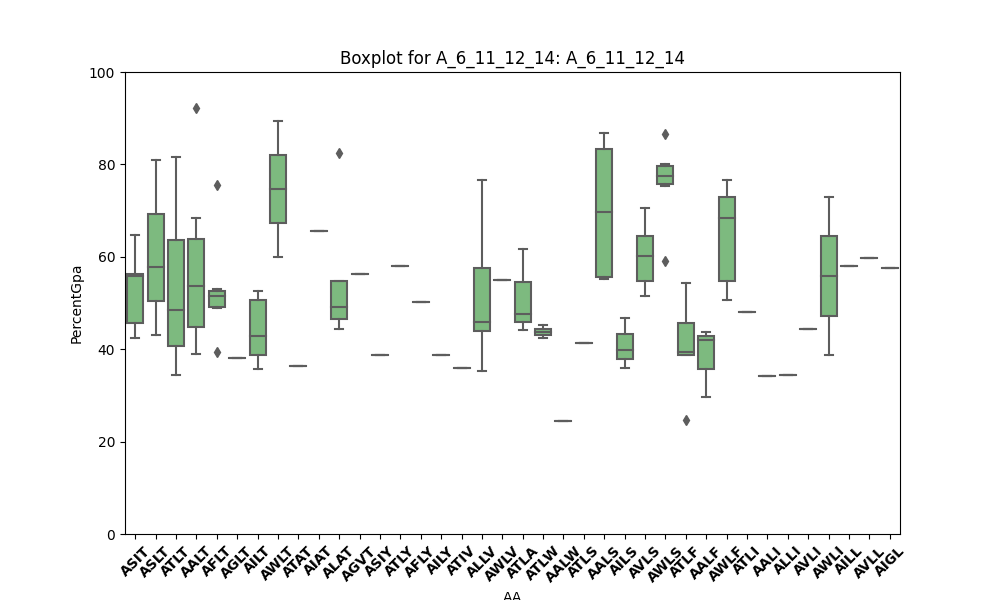 Boxplot for A_6_11_12_14: A_6_11_12_14
100
80
60
40
20
0
PercentGpa
ASIT ASLT ATLT AALT AFLT AGLT AILT AWLT ATAT AIAT ALAT AGVT ASIY ATLY AFLY AILY ATIV ALLV AWLV ATLA ATLW AALW ATLS AALS AILS AVLS AWLS ATLF AALF AWLF ATLI AALI ALLI AVLI AWLI AILL AVLL AIGL
AA